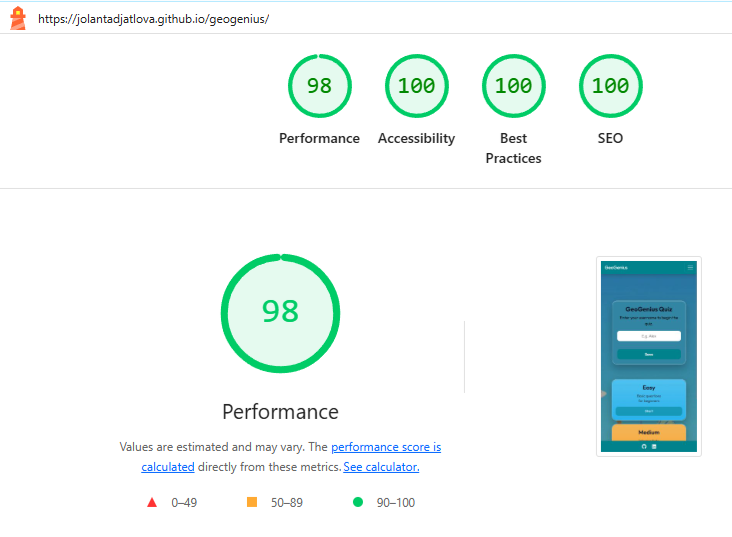 https://jolantadjatlova.github.io/geogenius/
98
100
100
100
Performance
Accessibility
Best
Practices
SEO
98
Performance
Values are estimated and may vary. The performance score is
calculated directly from these metrics. See calculator.
0–49
50–89
90–100
GeoGenius
GeoGenius Quiz
Enter your username to begin the
quiz
Save
Easy
for beginners
Start
Medium